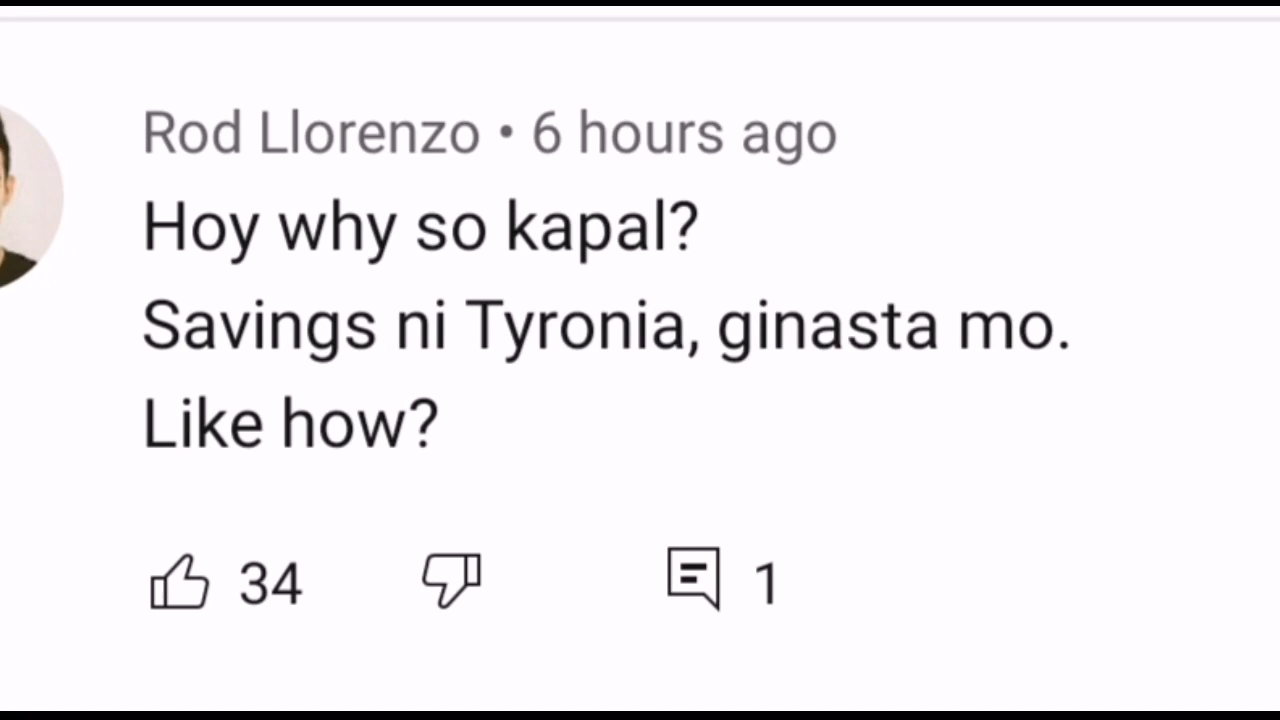 Rod Llorenzo • 6 hours ago
Hoy why so kapal?
Savings ni Tyronia, ginasta mo.
Like how?
34 1